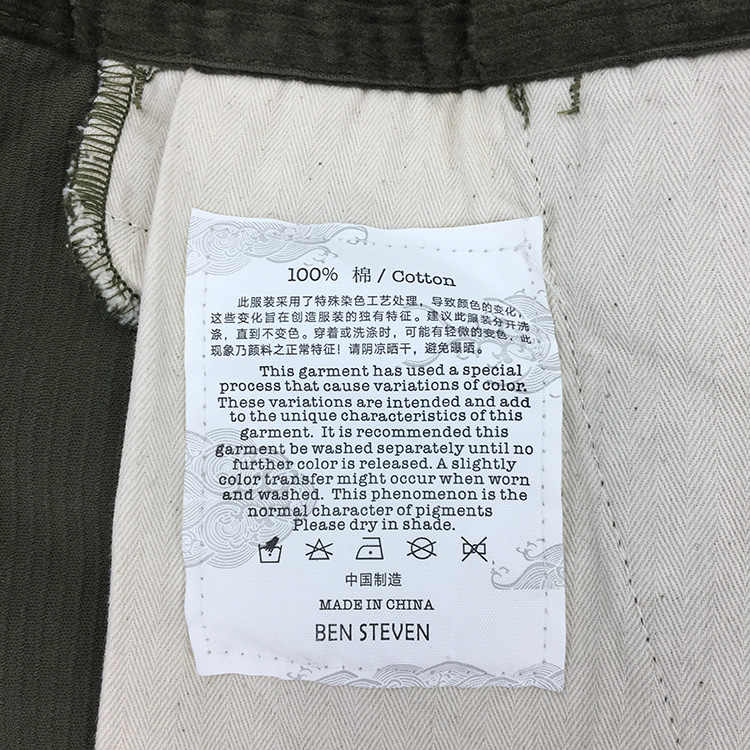 100% 棉 / Cotton
此服装采用了特殊染色工艺处理，导致颜色的变化，
这些变化旨在创造服装的独有特征。建议此服装分开洗
涤，直到不变色。穿着或洗涤时，可能有轻微的变色，此
现象乃颜料之正常特征！请阴凉晒干，避免曝晒。
This garment has used a special
process that cause variations of color.
These variations are intended and add
to the unique characteristics of this
garment. It is recommended this
garment be washed separately until no
further color is released. A slightly
color transfer might occur when worn
and washed. This phenomenon is the
normal character of pigments
Please dry in shade.
中国制造
MADE IN CHINA
BEN STEVEN